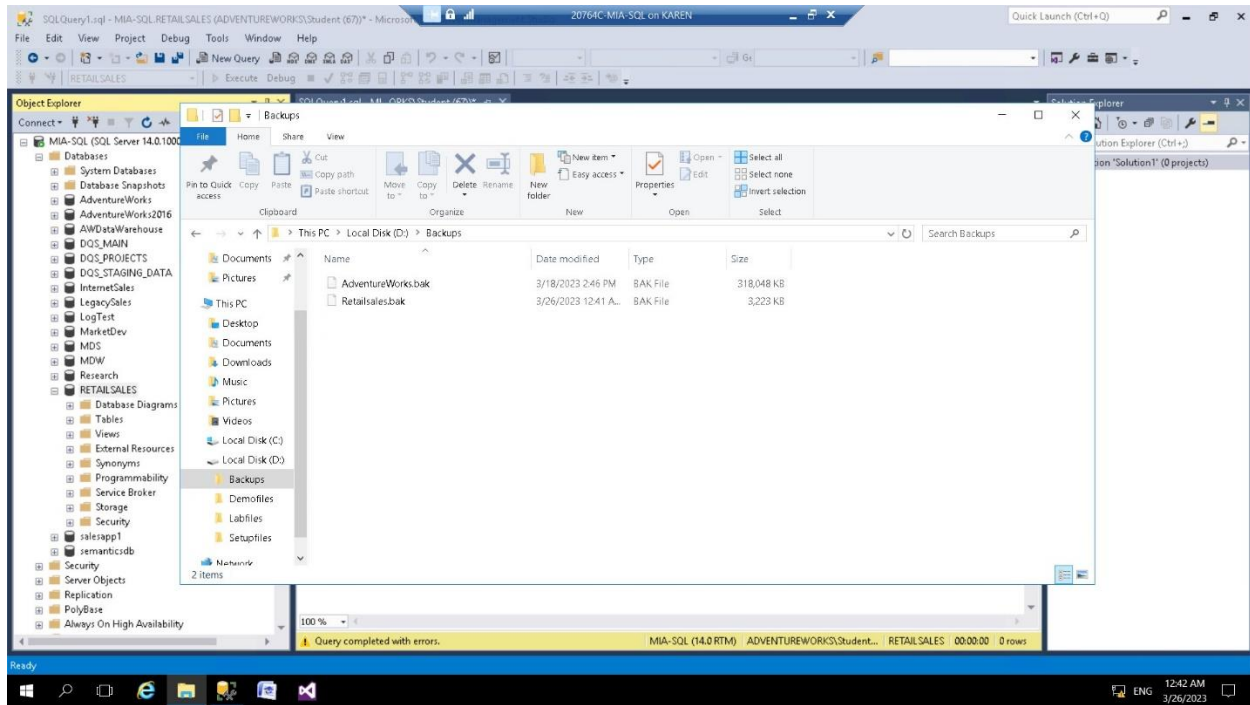 SQLQuery1.sql - MIA-SQL.RETAILSALES (ADVENTUREWORKS\Student (67))* - Microsof
20764C-MIA-SQL on KAREN
Quick Launch (Ctrl+Q)
File Edit View Project Debug Tools Window Help
New Query
RETAILSALES
Execute Debug
Object Explorer
Connect
MIA-SQL (SQL Server 14.0.1000
Databases
System Databases
Database Snapshots
AdventureWorks
AdventureWorks2016
AWDataWarehouse
DQS_MAIN
DQS_PROJECTS
DQS_STAGING_DATA
InternetSales
LegacySales
LogTest
MarketDev
MDS
MDW
Research
RETAILSALES
Database Diagrams
Tables
Views
External Resources
Synonyms
Programmability
Service Broker
Storage
Security
salesapp1
semanticsdb
Security
Server Objects
Replication
PolyBase
Always On High Availability
Backups
File Home Share View
Pin to Quick access
Copy
Paste
Cut
Copy path
Paste shortcut
Clipboard
Move to
Copy to
Delete
Rename
Organize
New folder
New item
Easy access
New
Properties
Open
Edit
Open
Select all
Select none
Invert selection
Select
This PC > Local Disk (D:) > Backups
Search Backups
Documents
Pictures
This PC
Desktop
Documents
Downloads
Music
Pictures
Videos
Local Disk (C:)
Local Disk (D:)
Backups
Demofiles
Labfiles
Setupfiles
Network
Name Date modified Type Size
AdventureWorks.bak 3/18/2023 2:46 PM BAK File 318,048 KB
Retailsales.bak 3/26/2023 12:41 A... BAK File 3,223 KB
2 items
ution Explorer (Ctrl+;)
ion 'Solution1' (0 projects)
100 %
Query completed with errors.
MIA-SQL (14.0 RTM) ADVENTUREWORKS\Student... RETAILSALES 00:00:00 0 rows
Ready
ENG
12:42 AM
3/26/2023